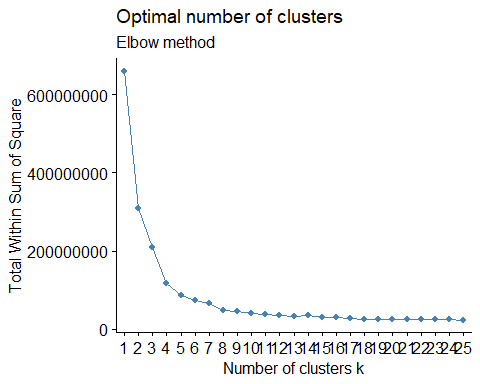 Optimal number of clusters
Elbow method
Total Within Sum of Square
600000000
400000000
200000000
0
1 2 3 4 5 6 7 8 9 10 11 12 13 14 15 16 17 18 19 20 21 22 23 24 25
Number of clusters k